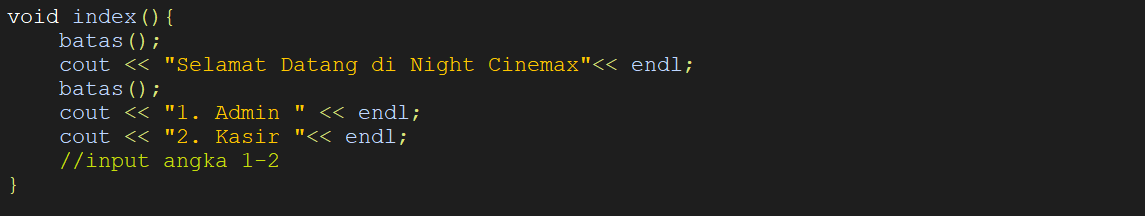 void index(){
    batas();
    cout << "Selamat Datang di Night Cinemax"<< endl;
    batas();
    cout << "1. Admin " << endl;
    cout << "2. Kasir "<< endl;
    //input angka 1-2
}